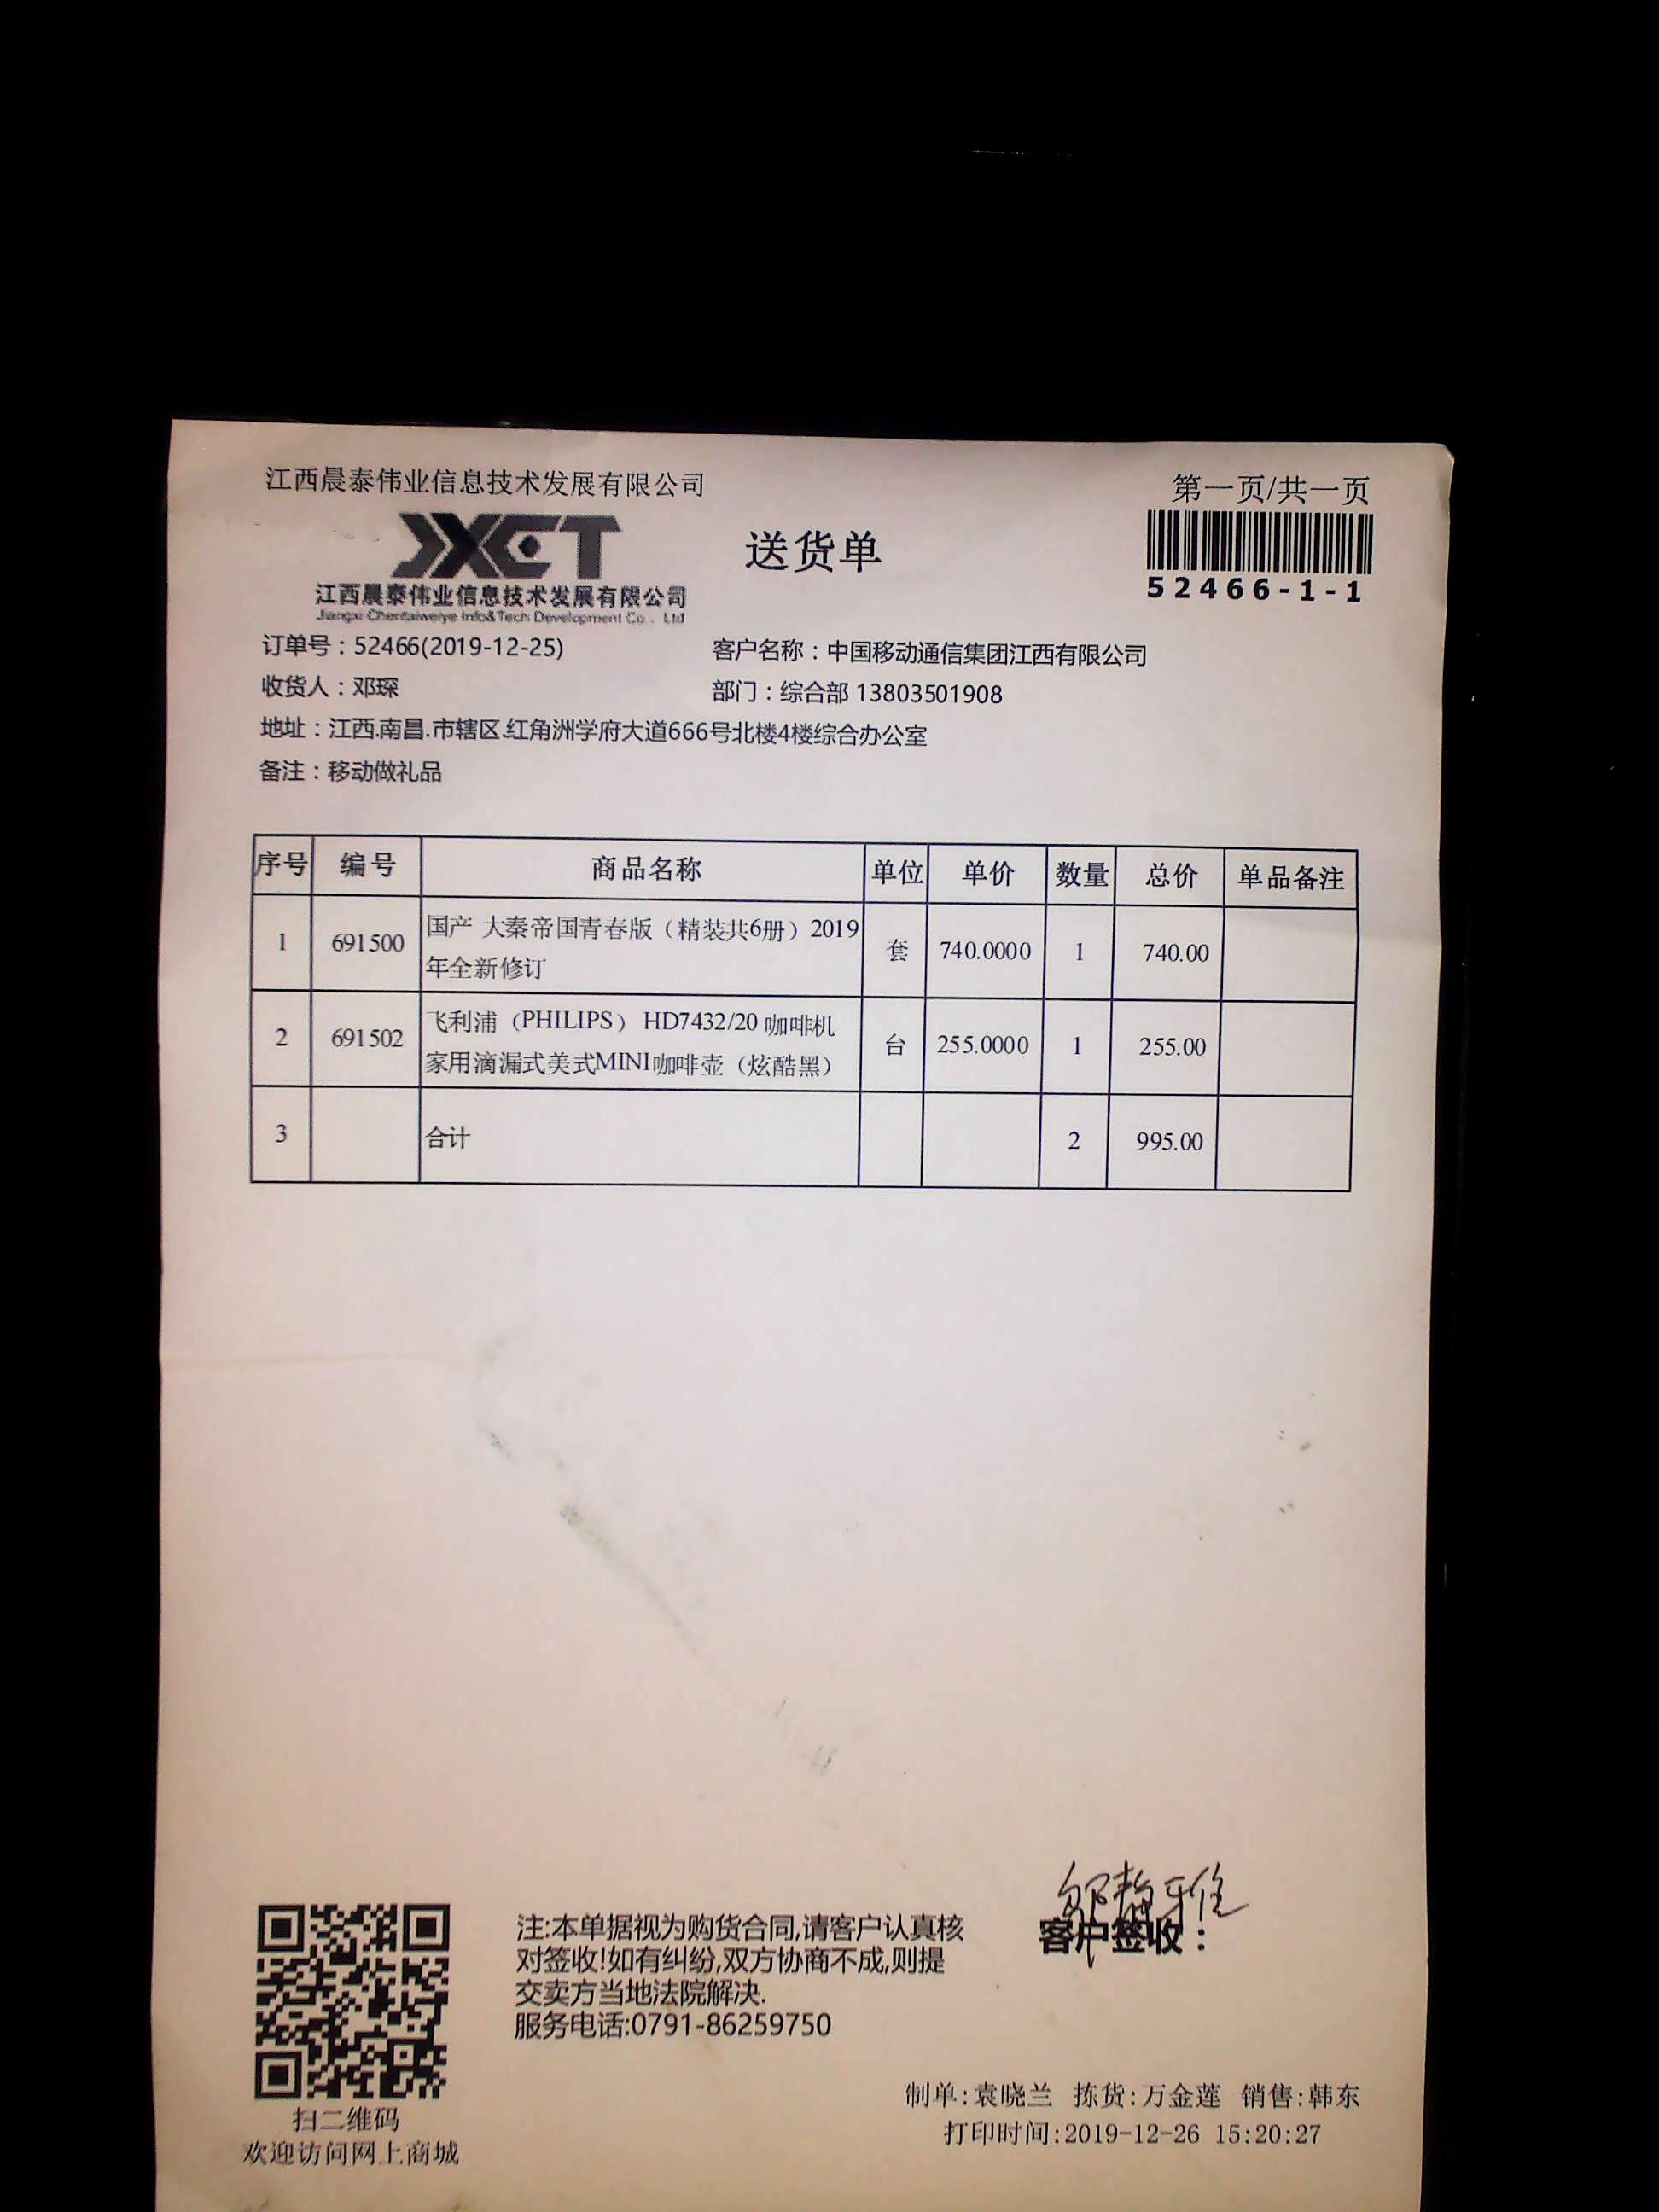 江西晨泰伟业信息技术发展有限公司
第一页/共一页
JXCT
送货单
江西晨泰伟业信息技术发展有限公司
Jiangxi Chentaiweiye Info&Tech Development Co., Ltd
52466-1-1
订单号：52466(2019-12-25)
客户名称：中国移动通信集团江西有限公司
收货人：邓琛
部门：综合部 13803501908
地址：江西.南昌.市辖区.红角洲学府大道666号北楼4楼综合办公室
备注：移动做礼品
序号 编号 商品名称 单位 单价 数量 总价 单品备注
1 691500 国产 大秦帝国青春版（精装共6册）2019 套 740.0000 1 740.00
年全新修订
2 691502 飞利浦（PHILIPS） HD7432/20 咖啡机 台 255.0000 1 255.00
家用滴漏式美式MINI咖啡壶（炫酷黑）
3 合计 2 995.00
注:本单据视为购货合同,请客户认真核
对签收!如有纠纷,双方协商不成,则提
交卖方当地法院解决.
服务电话:0791-86259750
客户签收：
扫二维码
欢迎访问网上商城
制单:袁晓兰 拣货:万金莲 销售:韩东
打印时间:2019-12-26 15:20:27